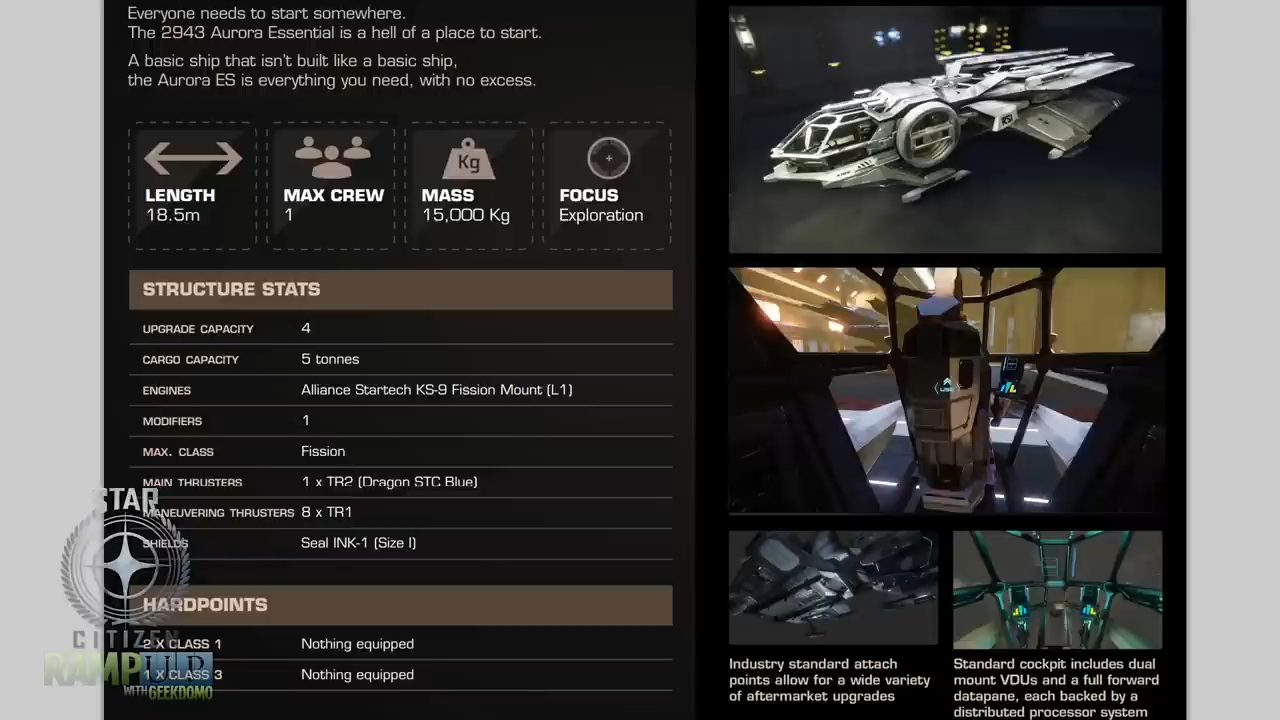 Everyone needs to start somewhere.
The 2943 Aurora Essential is a hell of a place to start.
A basic ship that isn't built like a basic ship,
the Aurora ES is everything you need, with no excess.
LENGTH
18.5m
MAX CREW
1
Kg
MASS
15,000 Kg
FOCUS
Exploration
STRUCTURE STATS
UPGRADE CAPACITY 4
CARGO CAPACITY 5 tonnes
ENGINES Alliance Startech KS-9 Fission Mount (L1)
MODIFIERS 1
MAX. CLASS Fission
MAIN THRUSTERS 1 x TR2 (Dragon STC Blue)
MANEUVERING THRUSTERS 8 x TR1
SHIELDS Seal INK-1 (Size I)
HARDPOINTS
2 X CLASS 1 Nothing equipped
1 X CLASS 3 Nothing equipped
STAR
CITIZEN
RAMP UP
WITH GEEKDOMO
RSI
USE
Industry standard attach
points allow for a wide variety
of aftermarket upgrades
Standard cockpit includes dual
mount VDUs and a full forward
datapane, each backed by a
distributed processor system